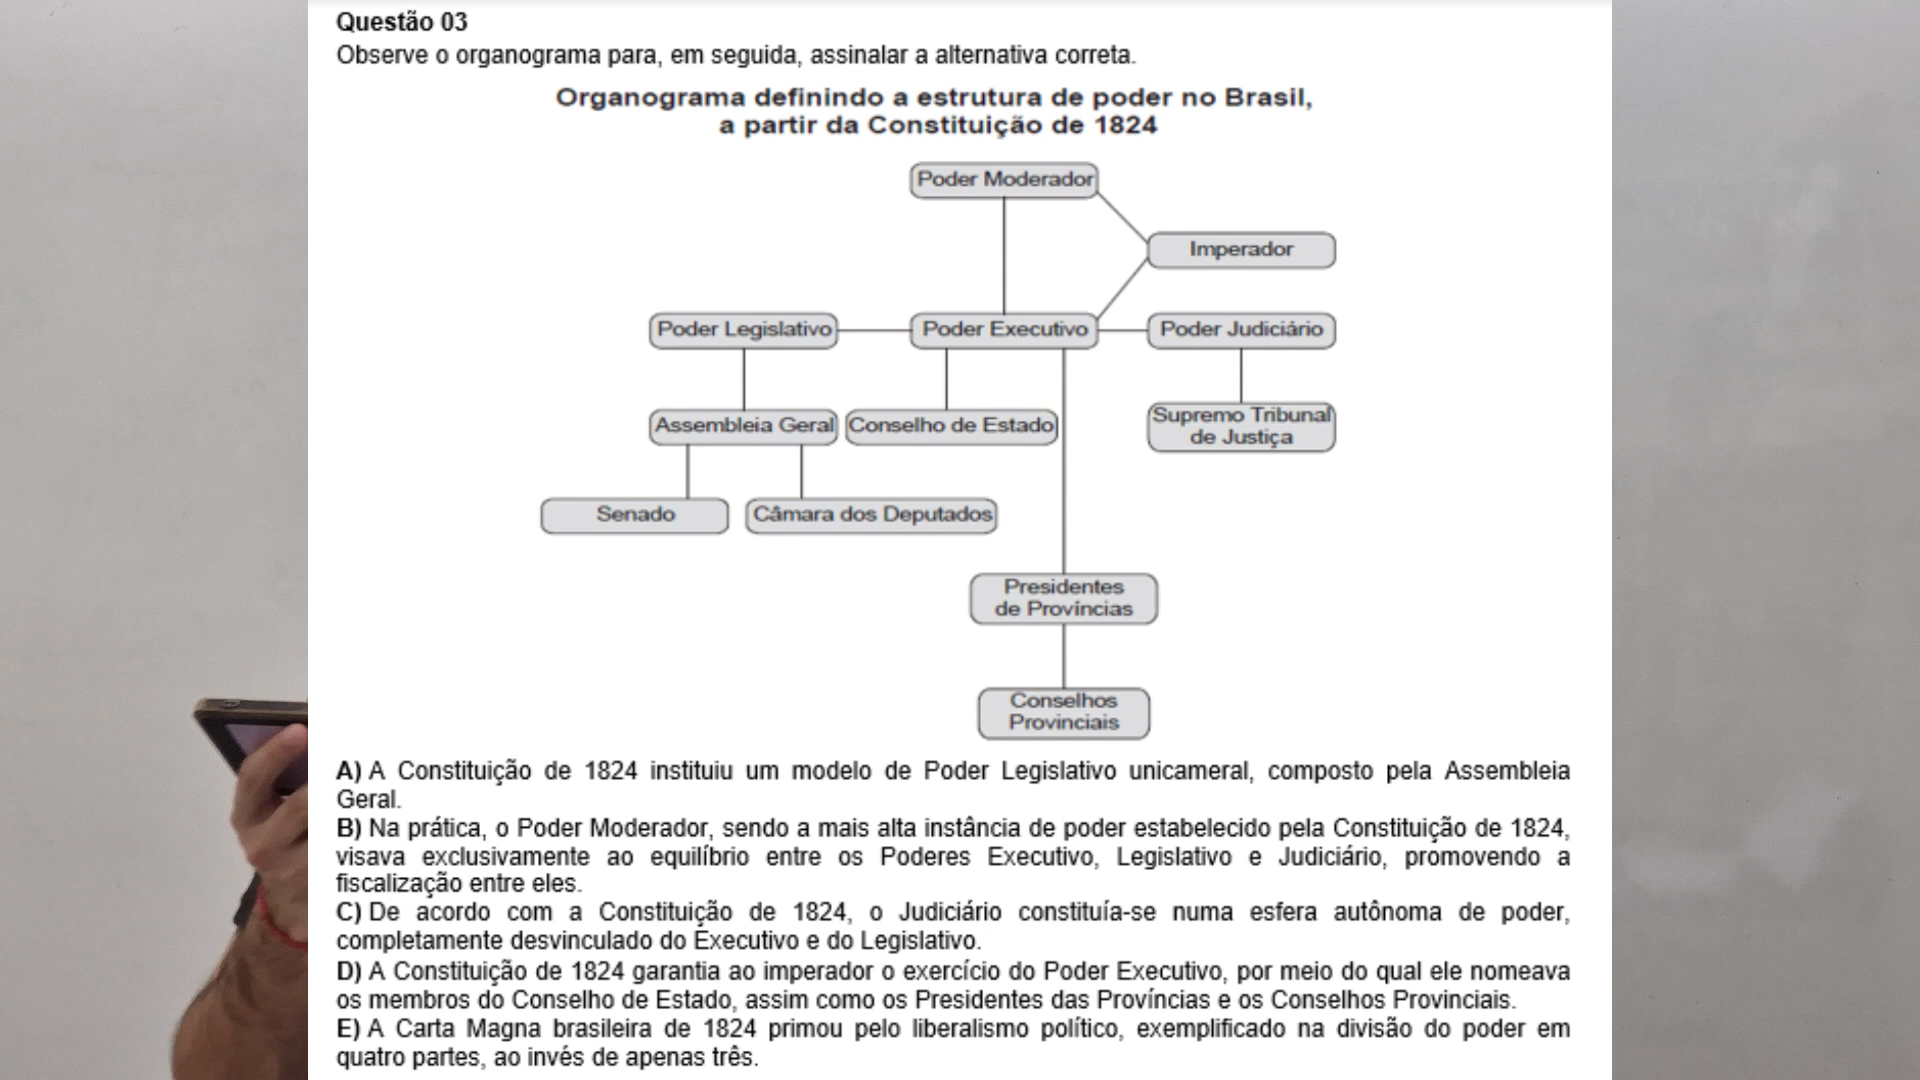 Questão 03
Observe o organograma para, em seguida, assinalar a alternativa correta.
Organograma definindo a estrutura de poder no Brasil,
a partir da Constituição de 1824
Poder Moderador
Imperador
Poder Legislativo
Poder Executivo
Poder Judiciário
Assembleia Geral
Conselho de Estado
Supremo Tribunal
de Justiça
Senado
Câmara dos Deputados
Presidentes
de Províncias
Conselhos
Provinciais
A) A Constituição de 1824 instituiu um modelo de Poder Legislativo unicameral, composto pela Assembleia
Geral.
B) Na prática, o Poder Moderador, sendo a mais alta instância de poder estabelecido pela Constituição de 1824,
visava exclusivamente ao equilíbrio entre os Poderes Executivo, Legislativo e Judiciário, promovendo a
fiscalização entre eles.
C) De acordo com a Constituição de 1824, o Judiciário constituía-se numa esfera autônoma de poder,
completamente desvinculado do Executivo e do Legislativo.
D) A Constituição de 1824 garantia ao imperador o exercício do Poder Executivo, por meio do qual ele nomeava
os membros do Conselho de Estado, assim como os Presidentes das Províncias e os Conselhos Provinciais.
E) A Carta Magna brasileira de 1824 primou pelo liberalismo político, exemplificado na divisão do poder em
quatro partes, ao invés de apenas três.